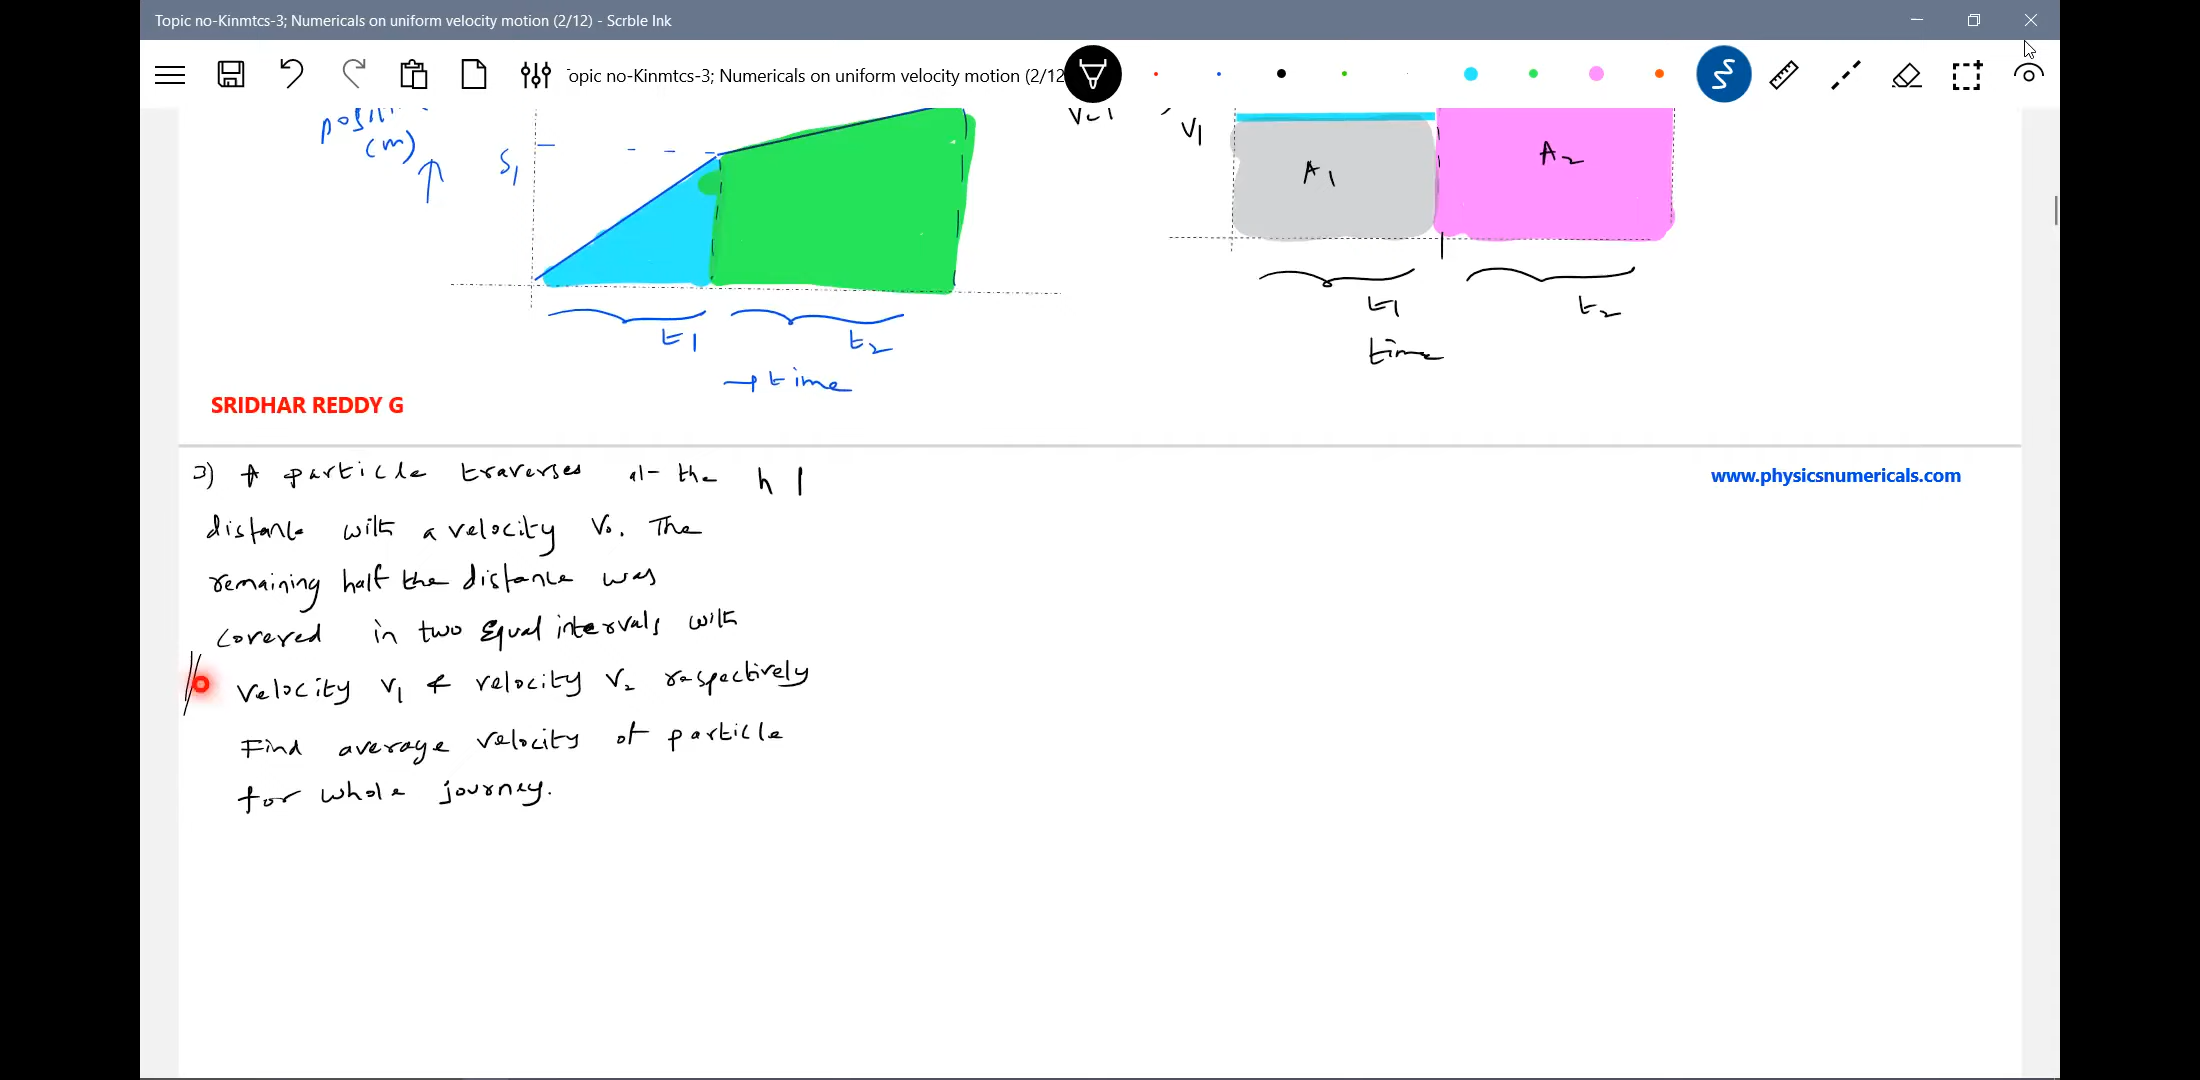 Topic no-Kinmtcs-3; Numericals on uniform velocity motion (2/12) - Scrble Ink
Topic no-Kinmtcs-3; Numericals on uniform velocity motion (2/12
(m)
S1
t1
t2
→ time
V1
A1
A2
t1
t2
time
SRIDHAR REDDY G
www.physicsnumericals.com
3) A particle traverses the
distance with a velocity V0. The
remaining half the distance was
covered in two Equal intervals with
velocity V1 & velocity V2 respectively
Find average velocity of particle
for whole journey.